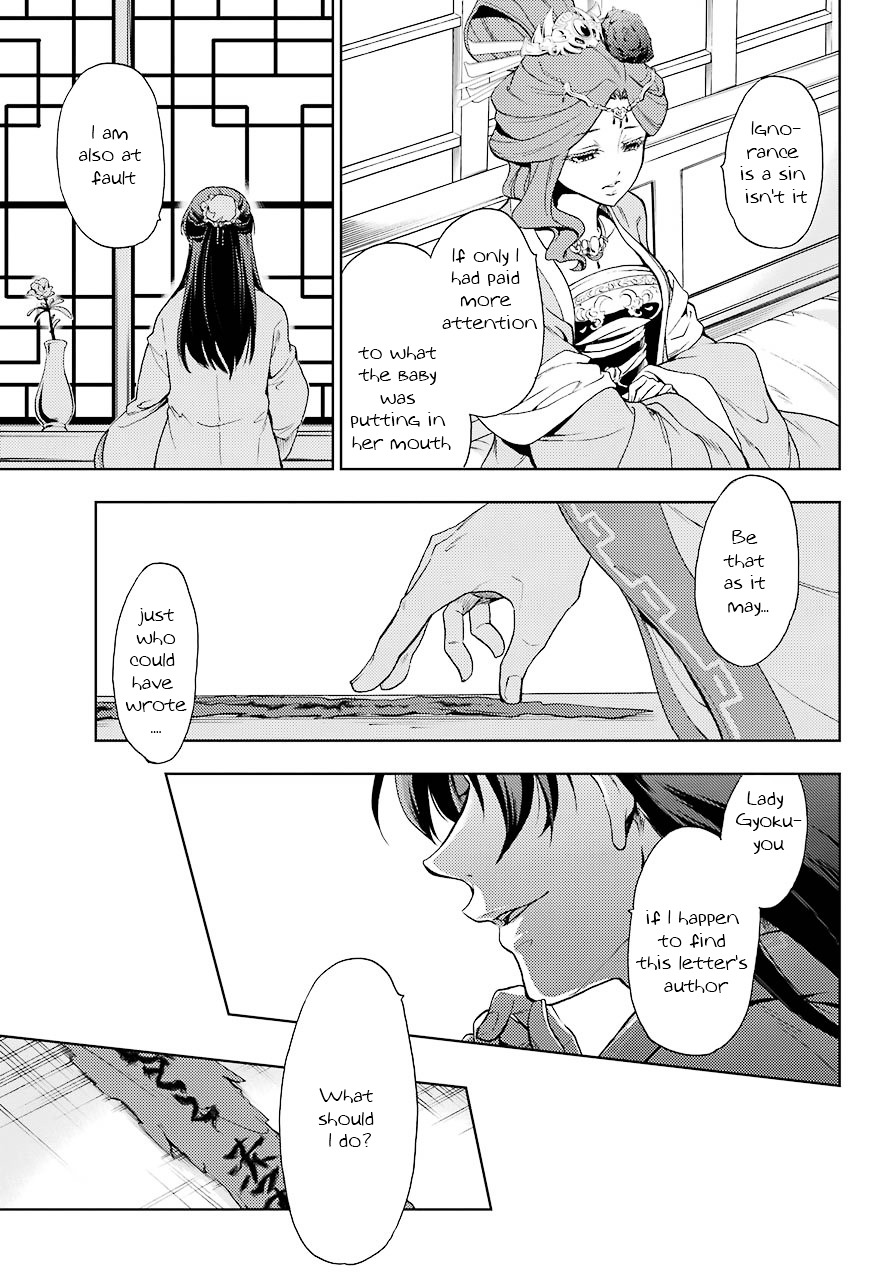 Igno-
rance
is a sin
isn't it
If only I
had paid
more
attention
to what
the baby
was
putting in
her mouth
I am
also at
fault
Be
that
as it
may...
just
who
could
have
wrote
....
Lady
Gyoku-
you
if I happen
to find
this letter's
author
What
should
I do?